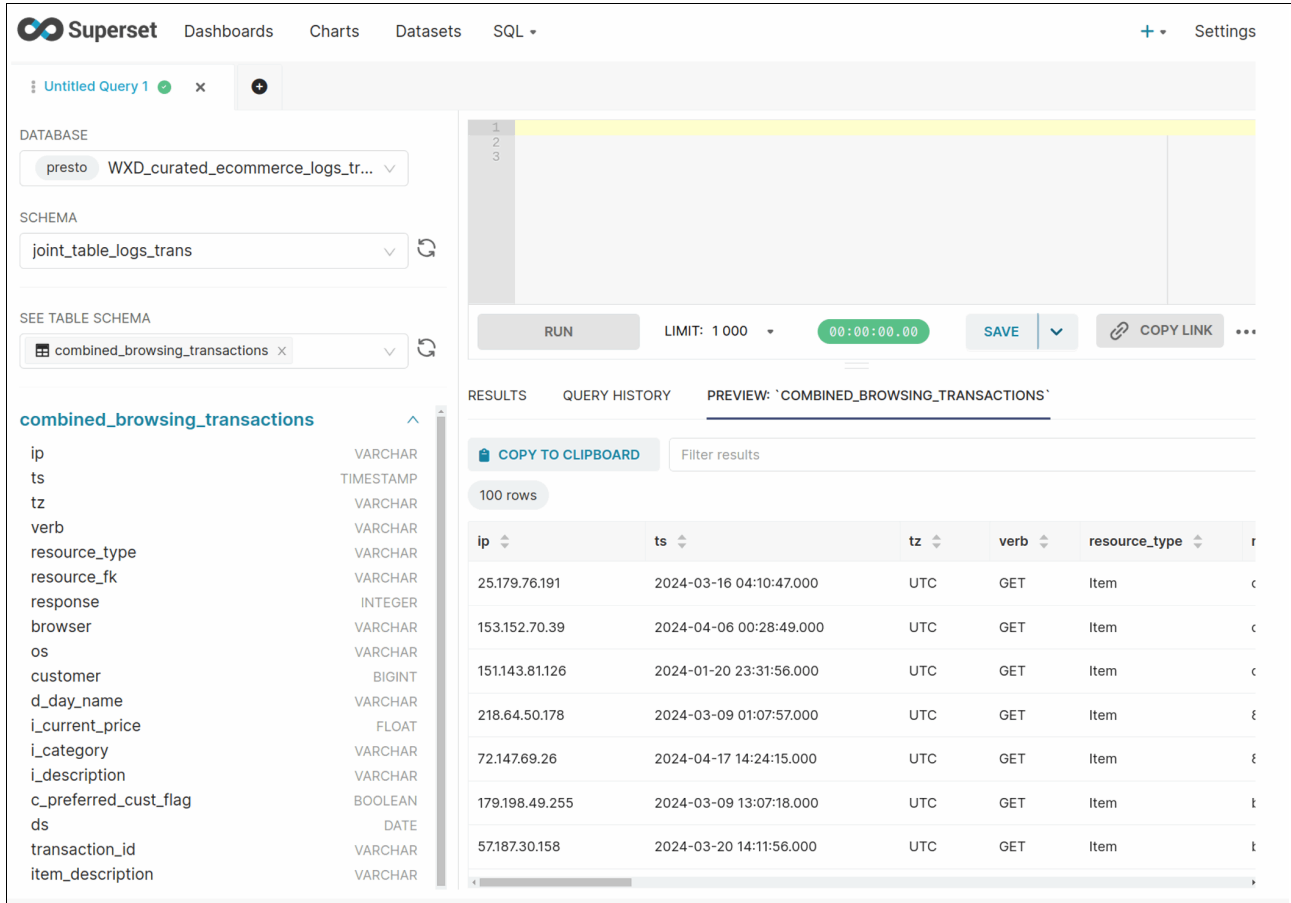 Superset Dashboards Charts Datasets SQL + Settings
Untitled Query 1
DATABASE
presto WXD_curated_ecommerce_logs_tr...
SCHEMA
joint_table_logs_trans
SEE TABLE SCHEMA
combined_browsing_transactions
combined_browsing_transactions
ip VARCHAR
ts TIMESTAMP
tz VARCHAR
verb VARCHAR
resource_type VARCHAR
resource_fk VARCHAR
response INTEGER
browser VARCHAR
os VARCHAR
customer BIGINT
d_day_name VARCHAR
i_current_price FLOAT
i_category VARCHAR
i_description VARCHAR
c_preferred_cust_flag BOOLEAN
ds DATE
transaction_id VARCHAR
item_description VARCHAR
1
2
3
RUN LIMIT: 1 000 00:00:00.00 SAVE COPY LINK
RESULTS QUERY HISTORY PREVIEW: `COMBINED_BROWSING_TRANSACTIONS`
COPY TO CLIPBOARD Filter results
100 rows
ip ts tz verb resource_type
25.179.76.191 2024-03-16 04:10:47.000 UTC GET Item
153.152.70.39 2024-04-06 00:28:49.000 UTC GET Item
151.143.81.126 2024-01-20 23:31:56.000 UTC GET Item
218.64.50.178 2024-03-09 01:07:57.000 UTC GET Item
72.147.69.26 2024-04-17 14:24:15.000 UTC GET Item
179.198.49.255 2024-03-09 13:07:18.000 UTC GET Item
57.187.30.158 2024-03-20 14:11:56.000 UTC GET Item